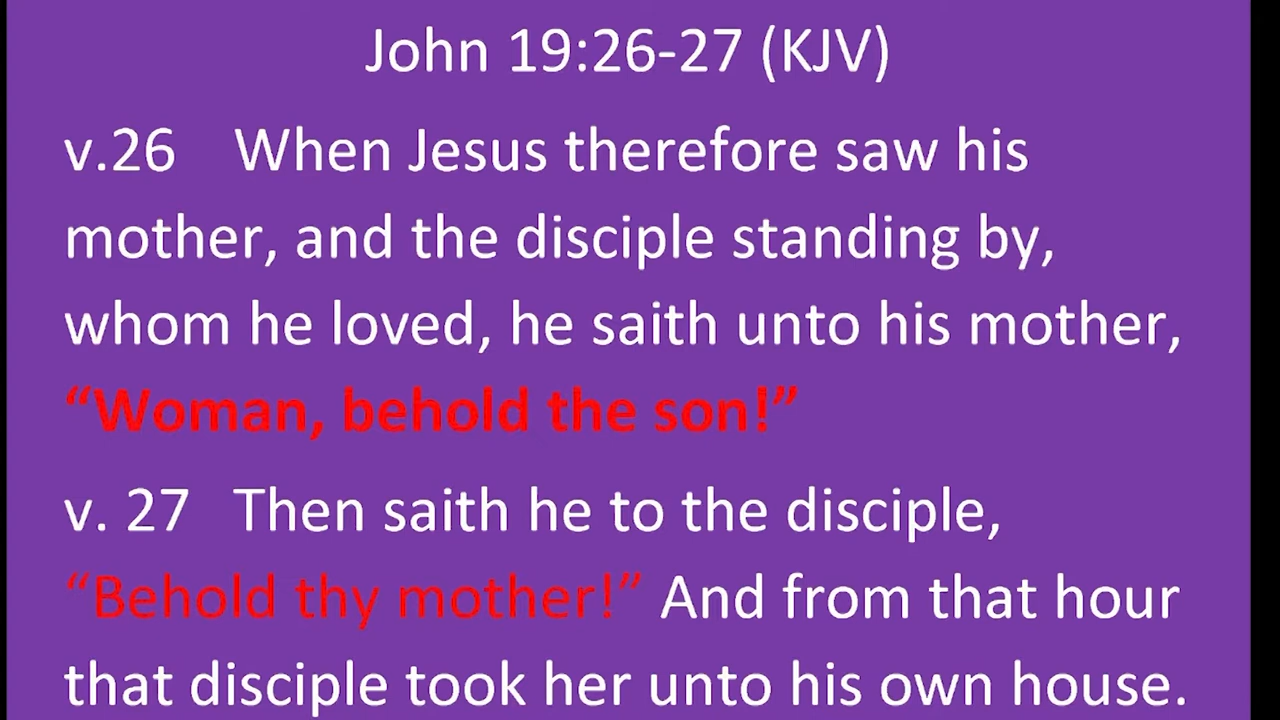 John 19:26-27 (KJV)
v.26 When Jesus therefore saw his
mother, and the disciple standing by,
whom he loved, he saith unto his mother,
“Woman, behold the son!”
v. 27 Then saith he to the disciple,
“Behold thy mother!” And from that hour
that disciple took her unto his own house.